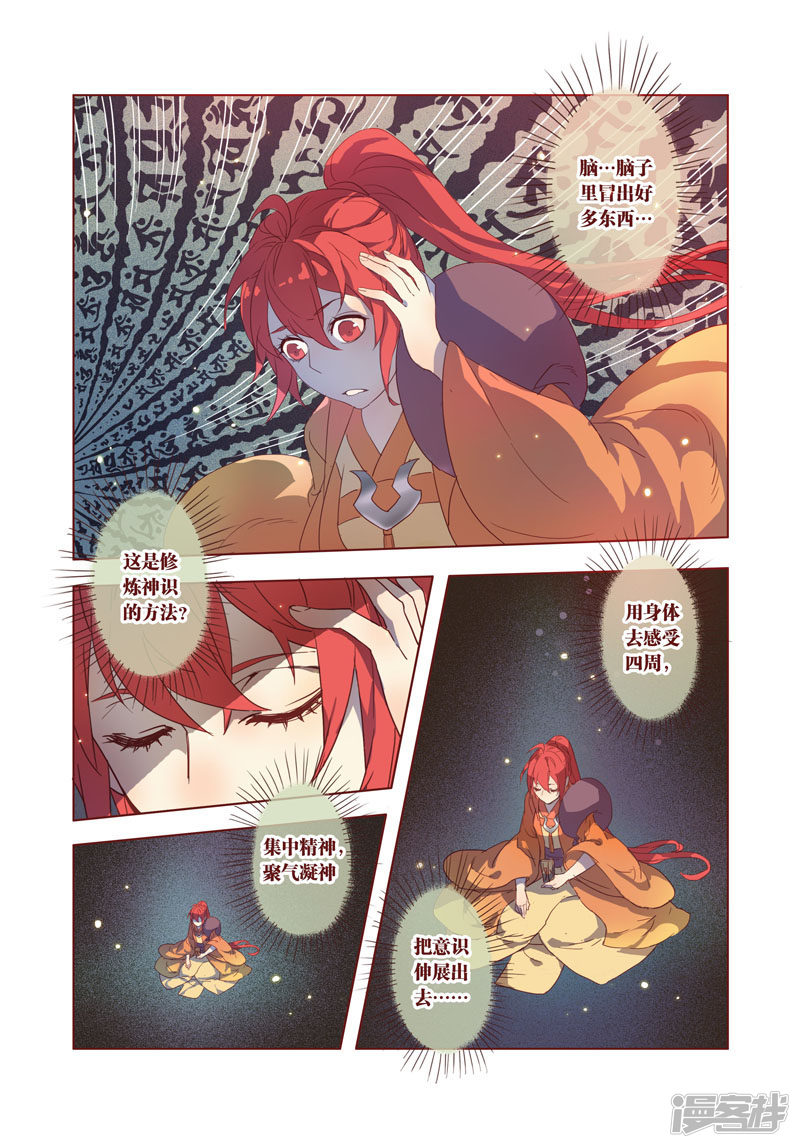 脑…脑子
里冒出好
多东西…
这是修
炼神识
的方法?
集中精神,
聚气凝神
用身体
去感受
四周,
把意识
伸展出
去……
漫客栈